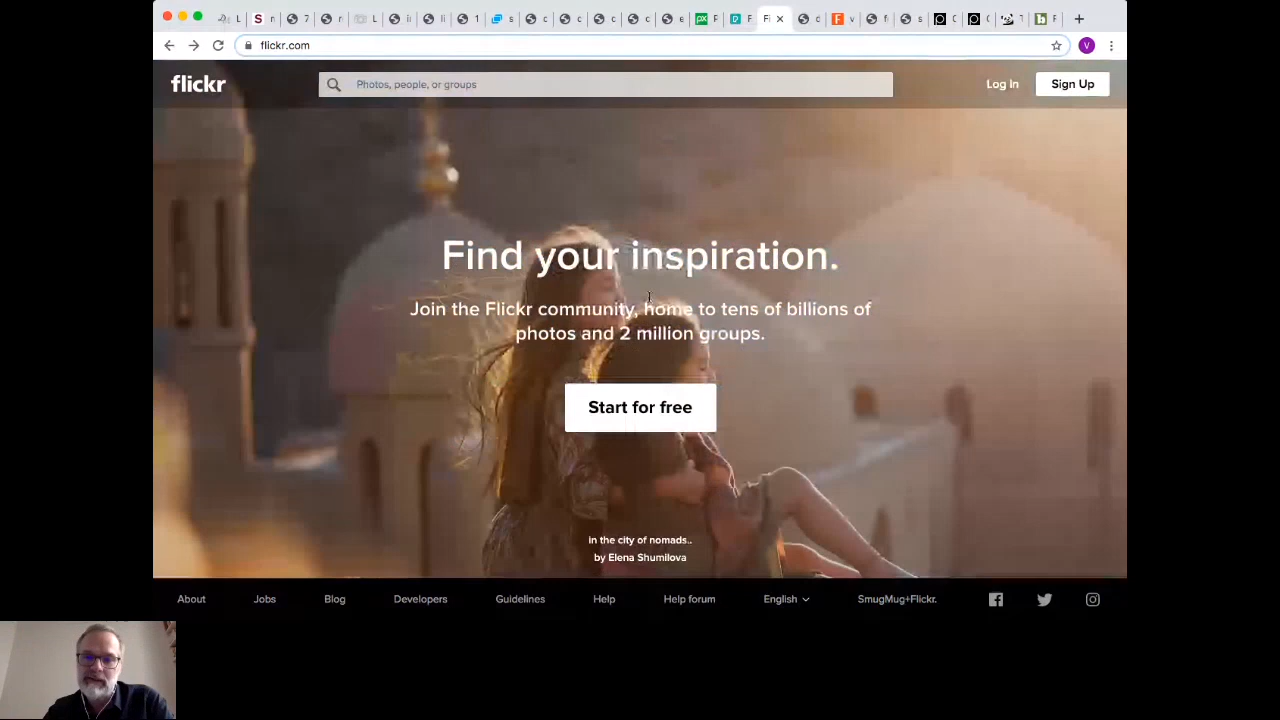 flickr.com
flickr
Photos, people, or groups
Log In
Sign Up
Find your inspiration.
Join the Flickr community, home to tens of billions of
photos and 2 million groups.
Start for free
in the city of nomads..
by Elena Shumilova
About Jobs Blog Developers Guidelines Help Help forum English SmugMug+Flickr.